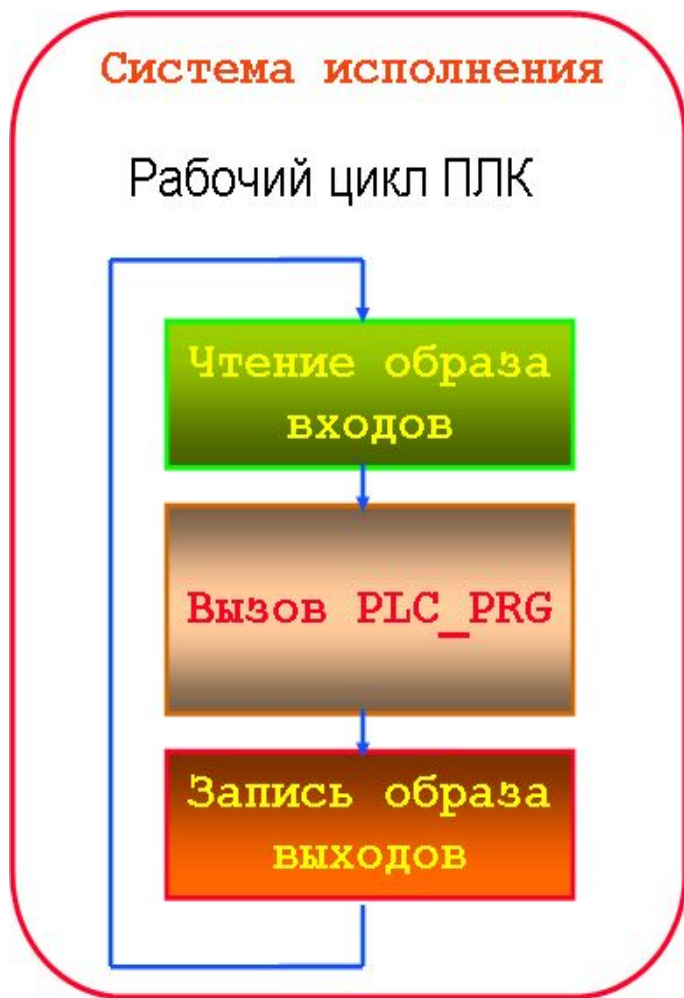 Система исполнения
Рабочий цикл ПЛК
Чтение образа
входов
Вызов PLC_PRG
Запись образа
выходов